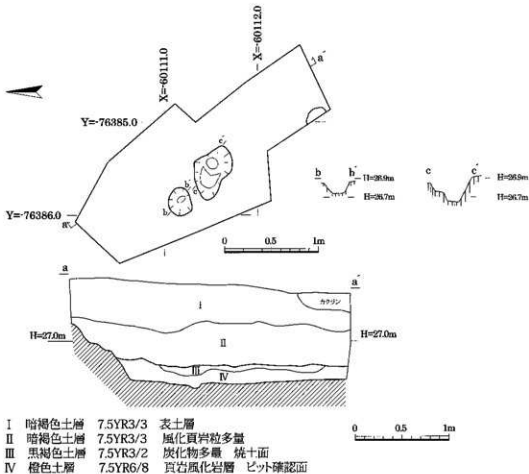 X=-60111.0
X=-60112.0
a´
Y=-76385.0
c´
b´
c
b
Y=-76386.0
a
b b´ H=26.9m
H=26.7m
c c´ H=26.9m
H=26.7m
0 0.5 1m
a a´
I
カクラン
H=27.0m
II
H=27.0m
III
IV
I 暗褐色土層 7.5YR3/3 表土層
II 暗褐色土層 7.5YR3/3 風化頁岩粒多量
III 黒褐色土層 7.5YR3/2 炭化物多量 焼土面
IV 橙色土層 7.5YR6/8 頁岩風化岩層 ピット確認面
0 0.5 1m